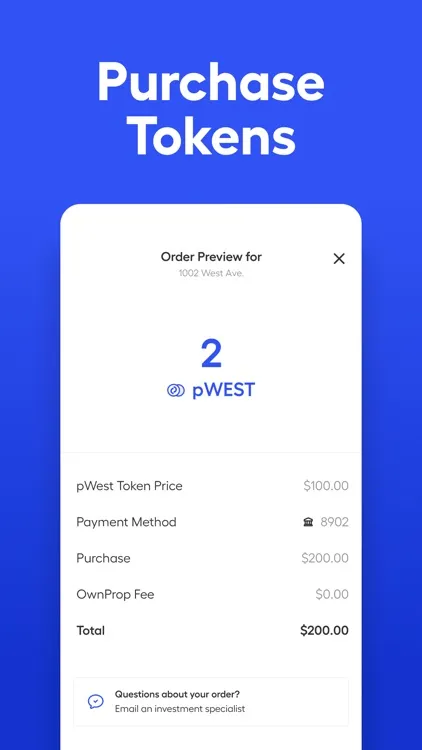 Purchase
Tokens
Order Preview for
1002 West Ave.
2
pWEST
pWest Token Price $100.00
Payment Method 8902
Purchase $200.00
OwnProp Fee $0.00
Total $200.00
Questions about your order?
Email an investment specialist